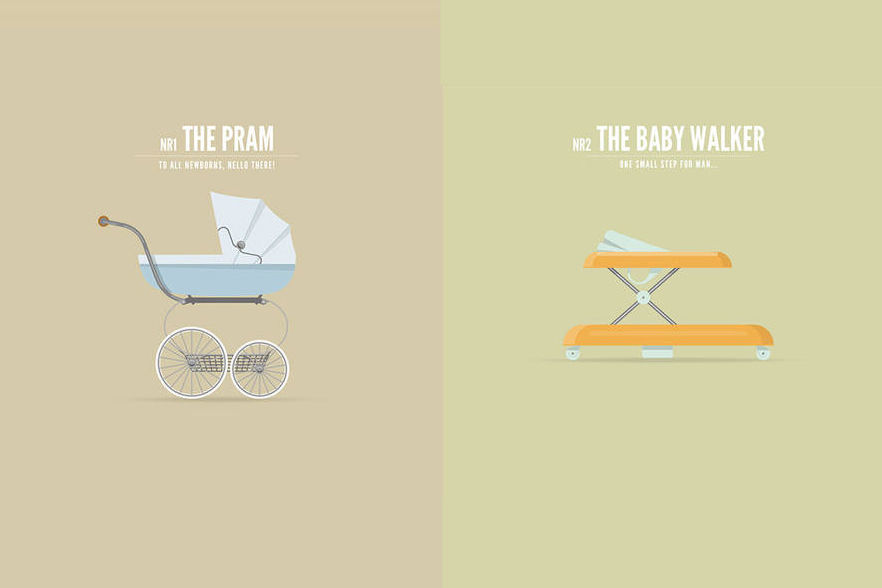 NR1 THE PRAM
TO ALL NEWBORNS, HELLO THERE!
NR2 THE BABY WALKER
ONE SMALL STEP FOR MAN...